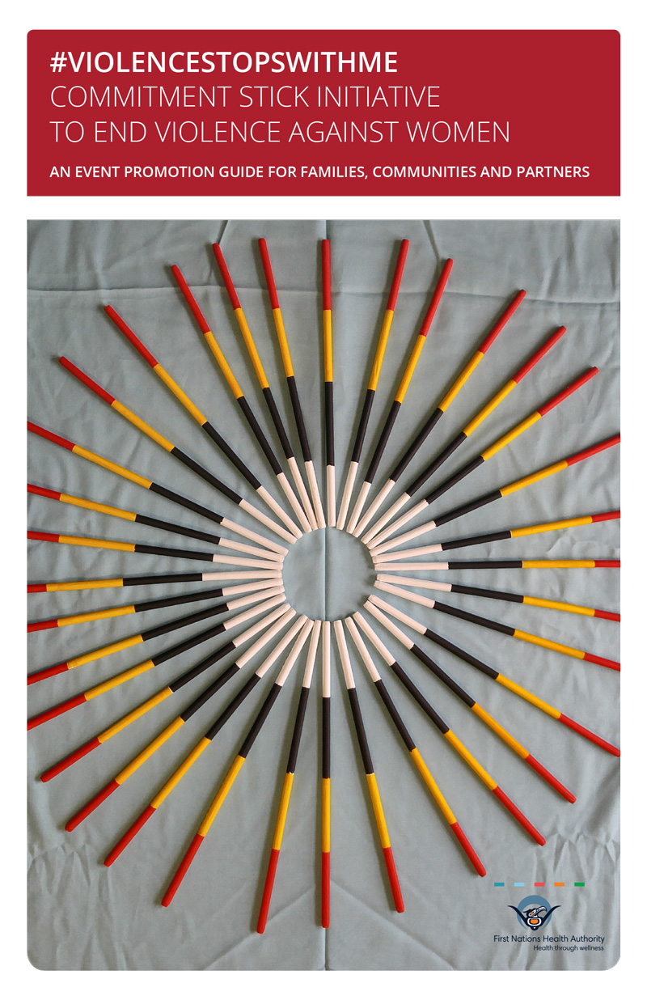 #VIOLENCESTOPSWITHME
COMMITMENT STICK INITIATIVE
TO END VIOLENCE AGAINST WOMEN
AN EVENT PROMOTION GUIDE FOR FAMILIES, COMMUNITIES AND PARTNERS
First Nations Health Authority
Health through wellness